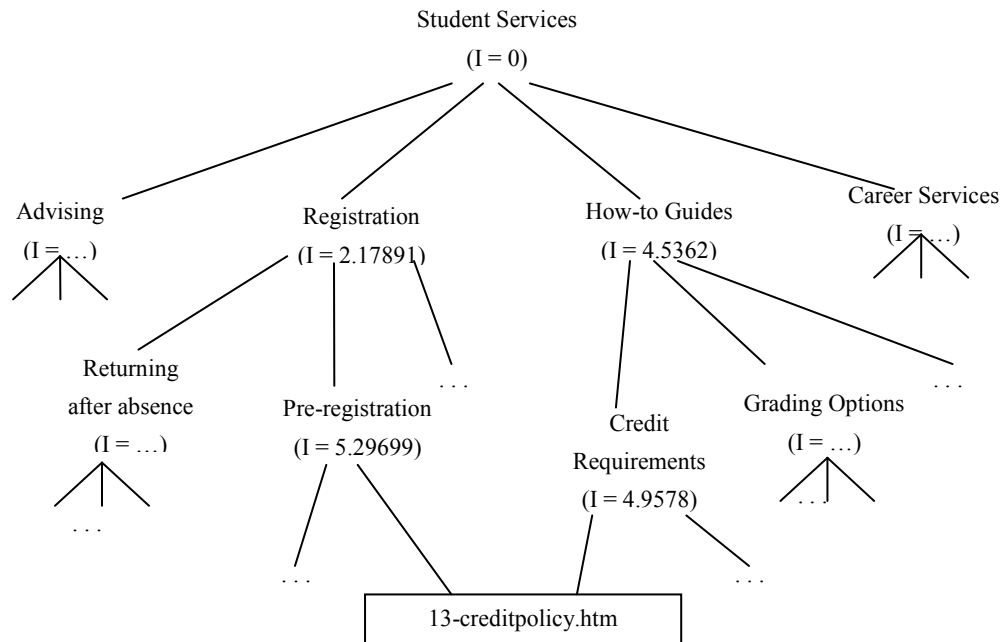 Student Services
(I = 0)
Advising
(I = …)
Registration
(I = 2.17891)
How-to Guides
(I = 4.5362)
Career Services
(I = …)
Returning
after absence
(I = …)
. . .
Pre-registration
(I = 5.29699)
. . .
Credit
Requirements
(I = 4.9578)
Grading Options
(I = …)
. . .
. . .
. . .
. . .
. . .
13-creditpolicy.htm